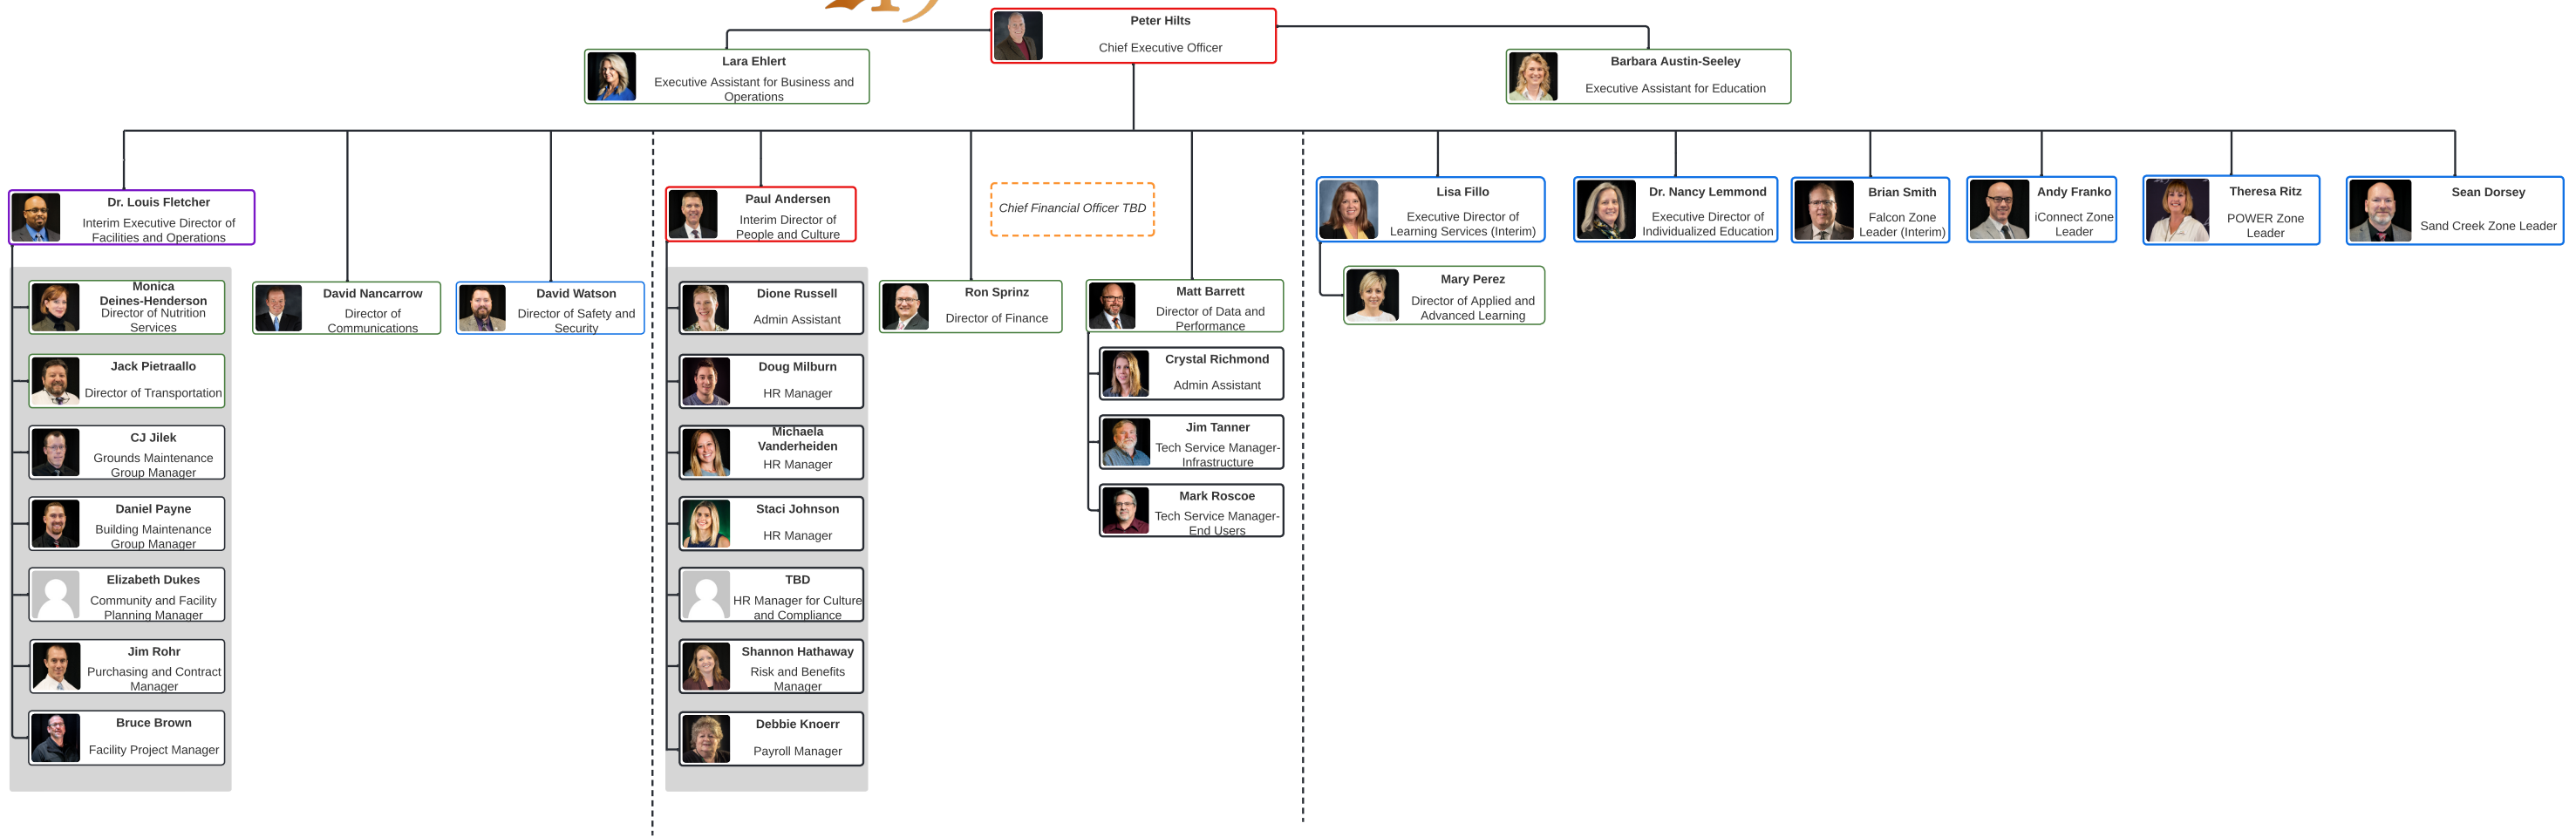 Peter Hilts
Chief Executive Officer
Lara Ehlert
Executive Assistant for Business and
Operations
Barbara Austin-Seeley
Executive Assistant for Education
Dr. Louis Fletcher
Interim Executive Director of
Facilities and Operations
Monica
Deines-Henderson
Director of Nutrition
Services
Jack Pietraallo
Director of Transportation
CJ Jilek
Grounds Maintenance
Group Manager
Daniel Payne
Building Maintenance
Group Manager
Elizabeth Dukes
Community and Facility
Planning Manager
Jim Rohr
Purchasing and Contract
Manager
Bruce Brown
Facility Project Manager
David Nancarrow
Director of
Communications
David Watson
Director of Safety and
Security
Paul Andersen
Interim Director of
People and Culture
Dione Russell
Admin Assistant
Doug Milburn
HR Manager
Michaela
Vanderheiden
HR Manager
Staci Johnson
HR Manager
TBD
HR Manager for Culture
and Compliance
Shannon Hathaway
Risk and Benefits
Manager
Debbie Knoerr
Payroll Manager
Chief Financial Officer TBD
Ron Sprinz
Director of Finance
Matt Barrett
Director of Data and
Performance
Crystal Richmond
Admin Assistant
Jim Tanner
Tech Service Manager-
Infrastructure
Mark Roscoe
Tech Service Manager-
End Users
Lisa Fillo
Executive Director of
Learning Services (Interim)
Mary Perez
Director of Applied and
Advanced Learning
Dr. Nancy Lemmond
Executive Director of
Individualized Education
Brian Smith
Falcon Zone
Leader (Interim)
Andy Franko
iConnect Zone
Leader
Theresa Ritz
POWER Zone
Leader
Sean Dorsey
Sand Creek Zone Leader